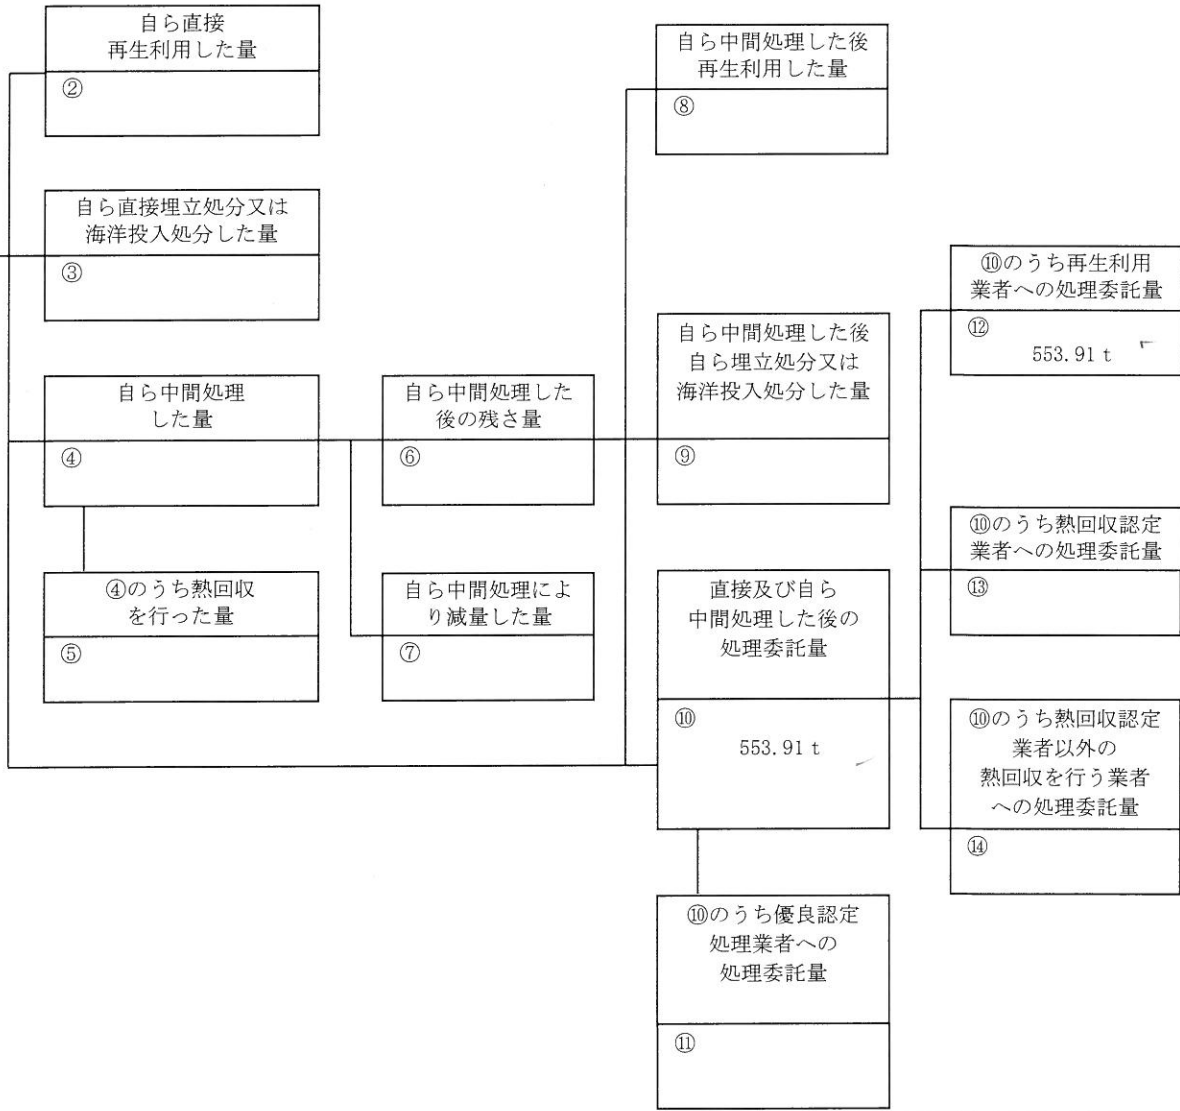 自ら直接
再生利用した量
②
自ら直接埋立処分又は
海洋投入処分した量
③
自ら中間処理
した量
④
④のうち熱回収
を行った量
⑤
自ら中間処理した
後の残さ量
⑥
自ら中間処理によ
り減量した量
⑦
自ら中間処理した後
再生利用した量
⑧
自ら中間処理した後
自ら埋立処分又は
海洋投入処分した量
⑨
直接及び自ら
中間処理した後の
処理委託量
⑩
553.91 t
⑩のうち優良認定
処理業者への
処理委託量
⑪
⑩のうち再生利用
業者への処理委託量
⑫
553.91 t
⑩のうち熱回収認定
業者への処理委託量
⑬
⑩のうち熱回収認定
業者以外の
熱回収を行う業者
への処理委託量
⑭